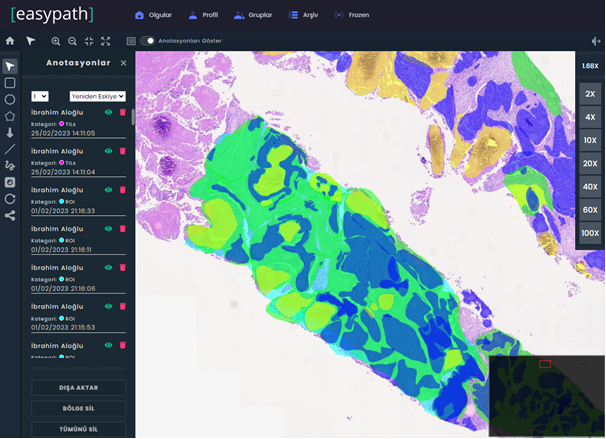 [easypath]
Olgular
Profil
Gruplar
Arşiv
Frozen
Anotasyonları Göster
Anotasyonlar
1
Yeniden Eskiye
İbrahim Aloğlu
Kategori: TILs
25/02/2023 14:11:05
İbrahim Aloğlu
Kategori: TILs
25/02/2023 14:11:04
İbrahim Aloğlu
Kategori: ROI
01/02/2023 21:16:33
İbrahim Aloğlu
Kategori: ROI
01/02/2023 21:16:11
İbrahim Aloğlu
Kategori: ROI
01/02/2023 21:16:06
İbrahim Aloğlu
Kategori: ROI
01/02/2023 21:15:53
İbrahim Aloğlu
Kategori: ROI
DIŞA AKTAR
BÖLGE SİL
TÜMÜNÜ SİL
1.68X
2X
4X
10X
20X
40X
60X
100X